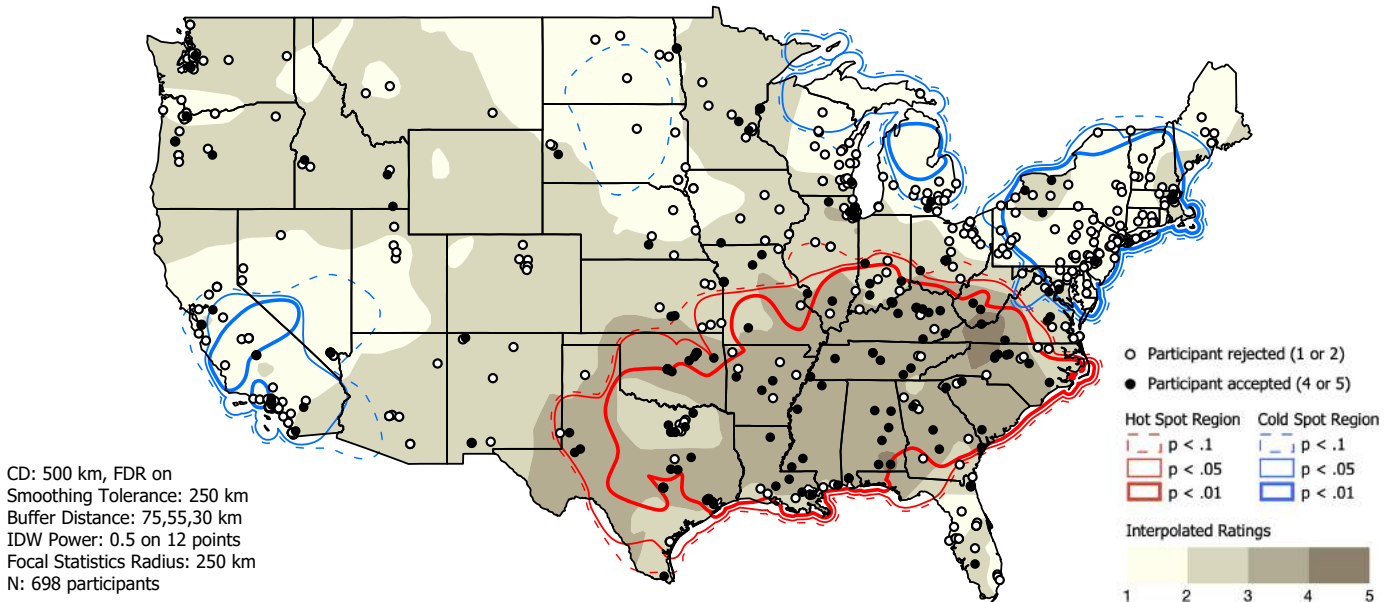 Participant rejected (1 or 2)
Participant accepted (4 or 5)
Hot Spot Region Cold Spot Region
p < .1 p < .1
p < .05 p < .05
p < .01 p < .01
Interpolated Ratings
1 2 3 4 5
CD: 500 km, FDR on
Smoothing Tolerance: 250 km
Buffer Distance: 75,55,30 km
IDW Power: 0.5 on 12 points
Focal Statistics Radius: 250 km
N: 698 participants